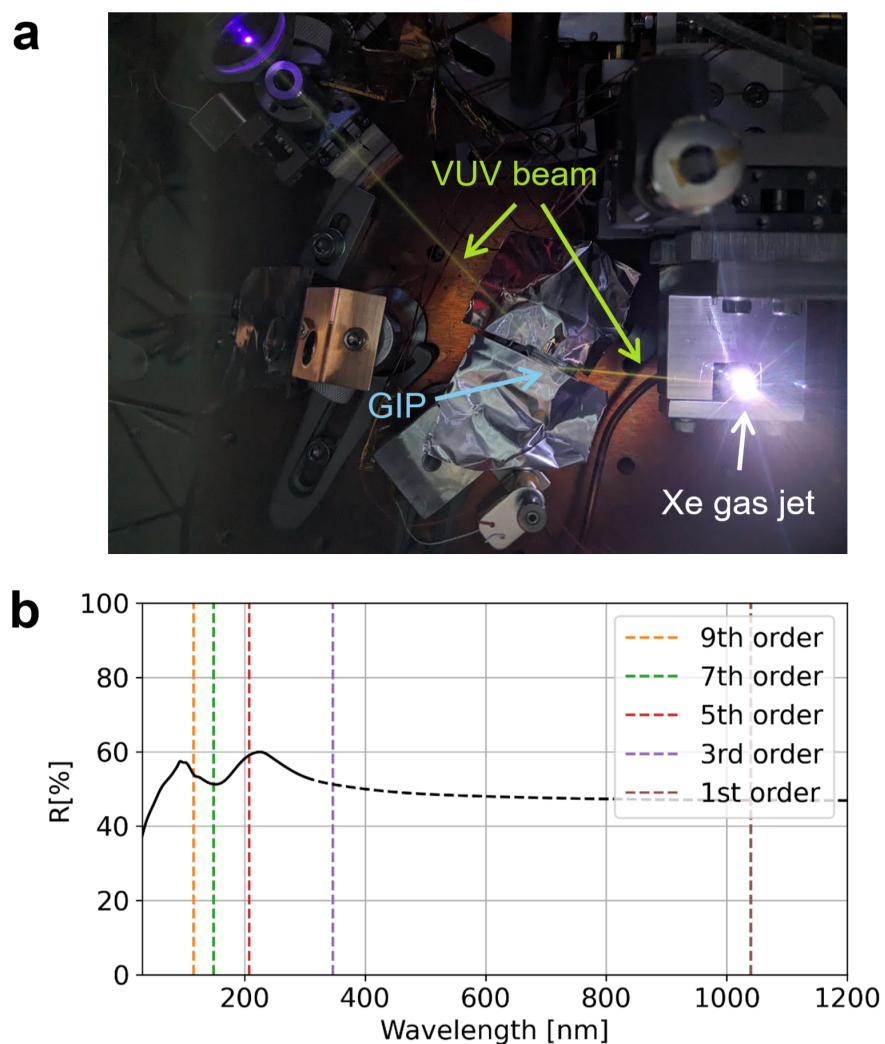 a
VUV beam
GIP
Xe gas jet
b
100
80
60
40
20
0
R[%]
9th order
7th order
5th order
3rd order
1st order
200 400 600 800 1000 1200
Wavelength [nm]